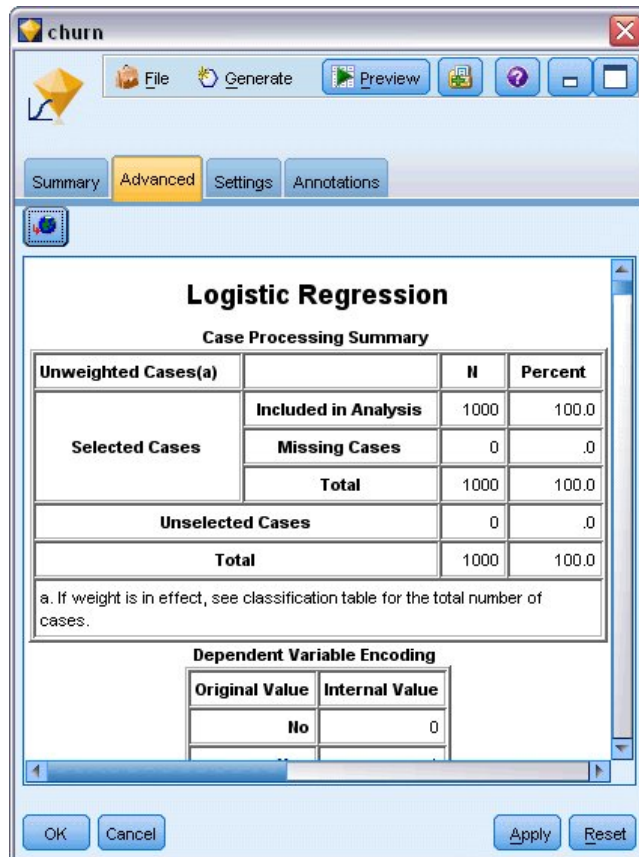 churn
File Generate Preview
Summary Advanced Settings Annotations
Logistic Regression
Case Processing Summary
Unweighted Cases(a) N Percent
Selected Cases Included in Analysis 1000 100.0
Missing Cases 0 .0
Total 1000 100.0
Unselected Cases 0 .0
Total 1000 100.0
a. If weight is in effect, see classification table for the total number of
cases.
Dependent Variable Encoding
Original Value Internal Value
No 0
OK Cancel Apply Reset